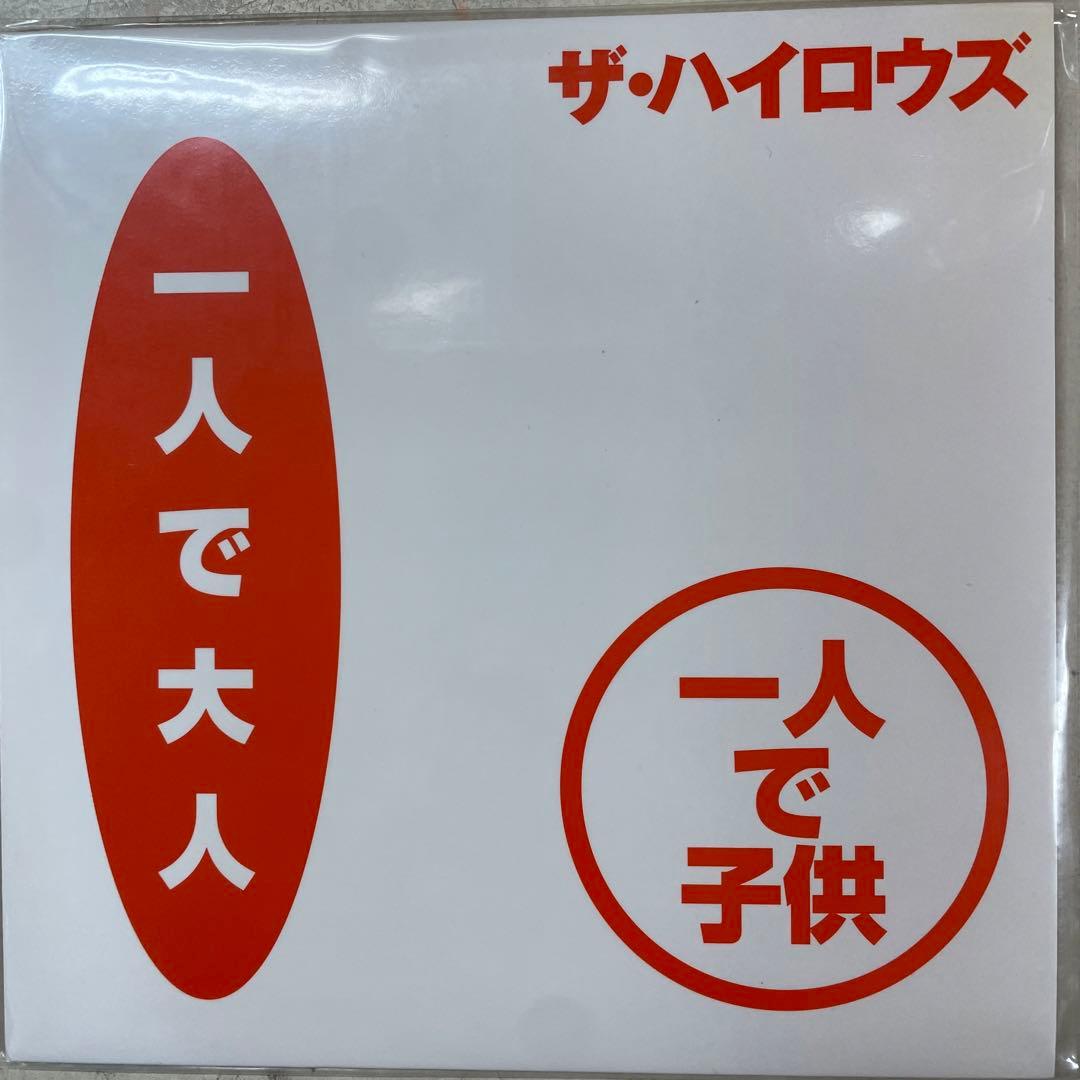 ザ・ハイロウズ
一人で大人
一人
で
子供